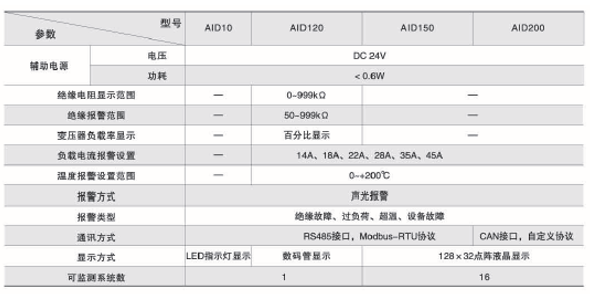 型号 AID10 AID120 AID150 AID200
参数
辅助电源 电压 DC 24V
功耗 < 0.6W
绝缘电阻显示范围 — 0~999kΩ —
绝缘报警范围 — 50~999kΩ —
变压器负载率显示 — 百分比显示 —
负载电流报警设置 — 14A、18A、22A、28A、35A、45A
温度报警设置范围 — 0~+200℃
报警方式 声光报警
报警类型 绝缘故障、过负荷、超温、设备故障
通讯方式 RS485接口，Modbus-RTU协议 CAN接口，自定义协议
显示方式 LED指示灯显示 数码管显示 128×32点阵液晶显示
可监测系统数 1 16